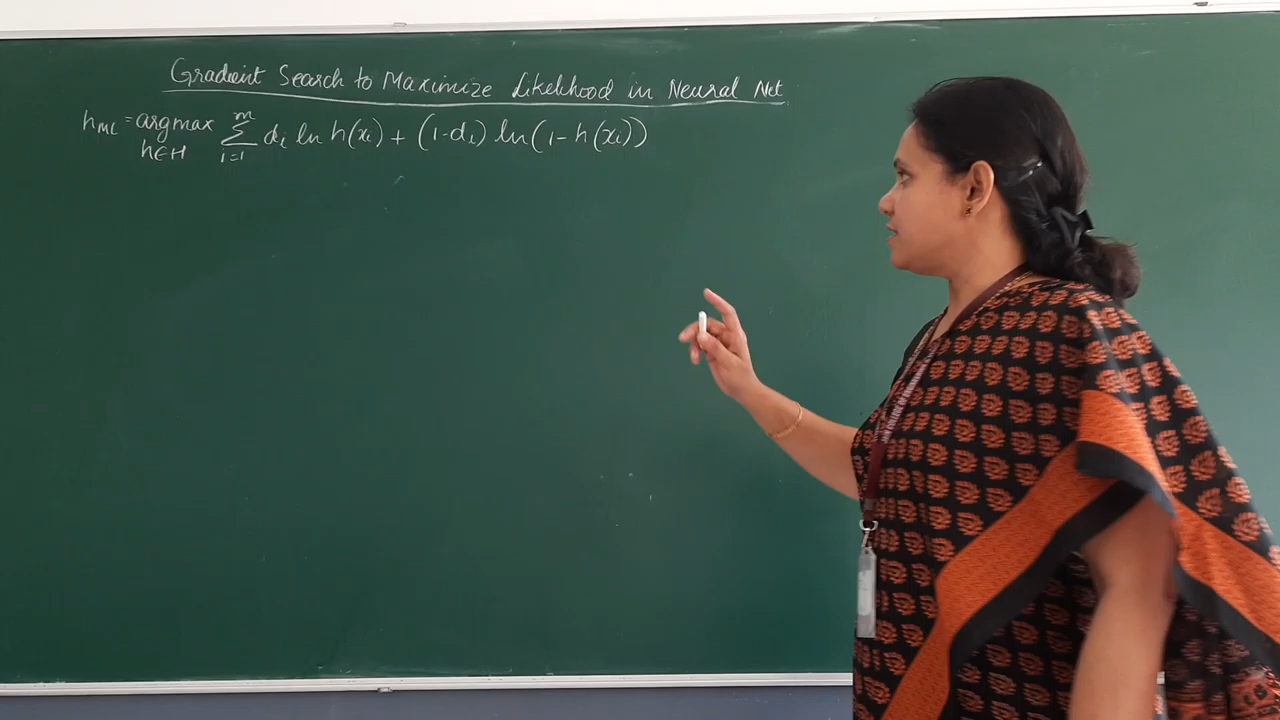 Gradient Search to Maximize Likelihood in Neural Net
h_ML = argmax h∈H Σ_{i=1}^{m} d_i ln h(x_i) + (1-d_i) ln(1-h(x_i))